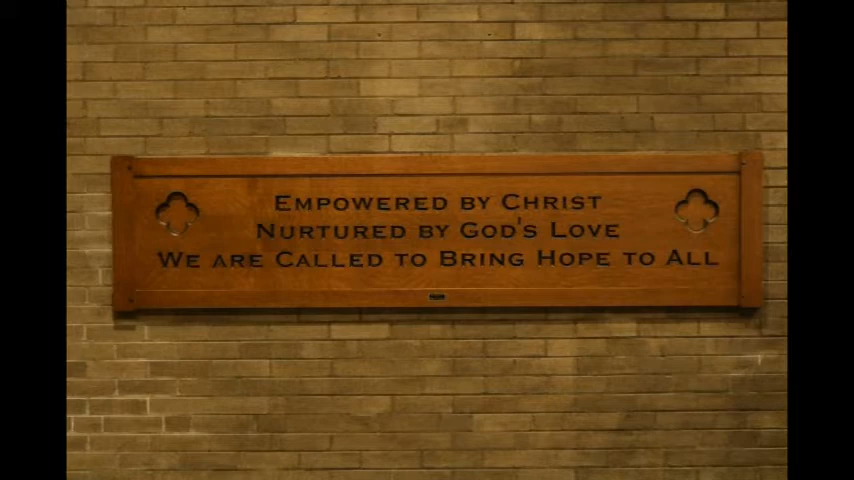 Empowered by Christ
Nurtured by God's Love
We are Called to Bring Hope to All